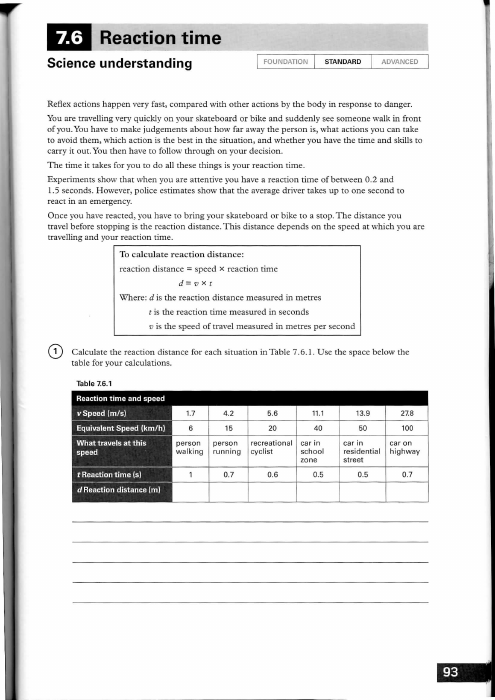 7.6 Reaction time
Science understanding
FOUNDATION STANDARD ADVANCED
Reflex actions happen very fast, compared with other actions by the body in response to danger.
You are travelling very quickly on your skateboard or bike and suddenly see someone walk in front
of you. You have to make judgements about how far away the person is, what actions you can take
to avoid them, which action is the best in the situation, and whether you have the time and skills to
carry it out. You then have to follow through on your decision.
The time it takes for you to do all these things is your reaction time.
Experiments show that when you are attentive you have a reaction time of between 0.2 and
1.5 seconds. However, police estimates show that the average driver takes up to one second to
react in an emergency.
Once you have reacted, you have to bring your skateboard or bike to a stop. The distance you
travel before stopping is the reaction distance. This distance depends on the speed at which you are
travelling and your reaction time.
To calculate reaction distance:
reaction distance = speed × reaction time
d = v × t
Where: d is the reaction distance measured in metres
t is the reaction time measured in seconds
v is the speed of travel measured in metres per second
1 Calculate the reaction distance for each situation in Table 7.6.1. Use the space below the
table for your calculations.
Table 7.6.1
Reaction time and speed
v Speed (m/s) 1.7 4.2 5.6 11.1 13.9 27.8
Equivalent Speed (km/h) 6 15 20 40 50 100
What travels at this person person recreational car in car in car on
speed walking running cyclist school residential highway
zone street
t Reaction time (s) 1 0.7 0.6 0.5 0.5 0.7
d Reaction distance (m)
93